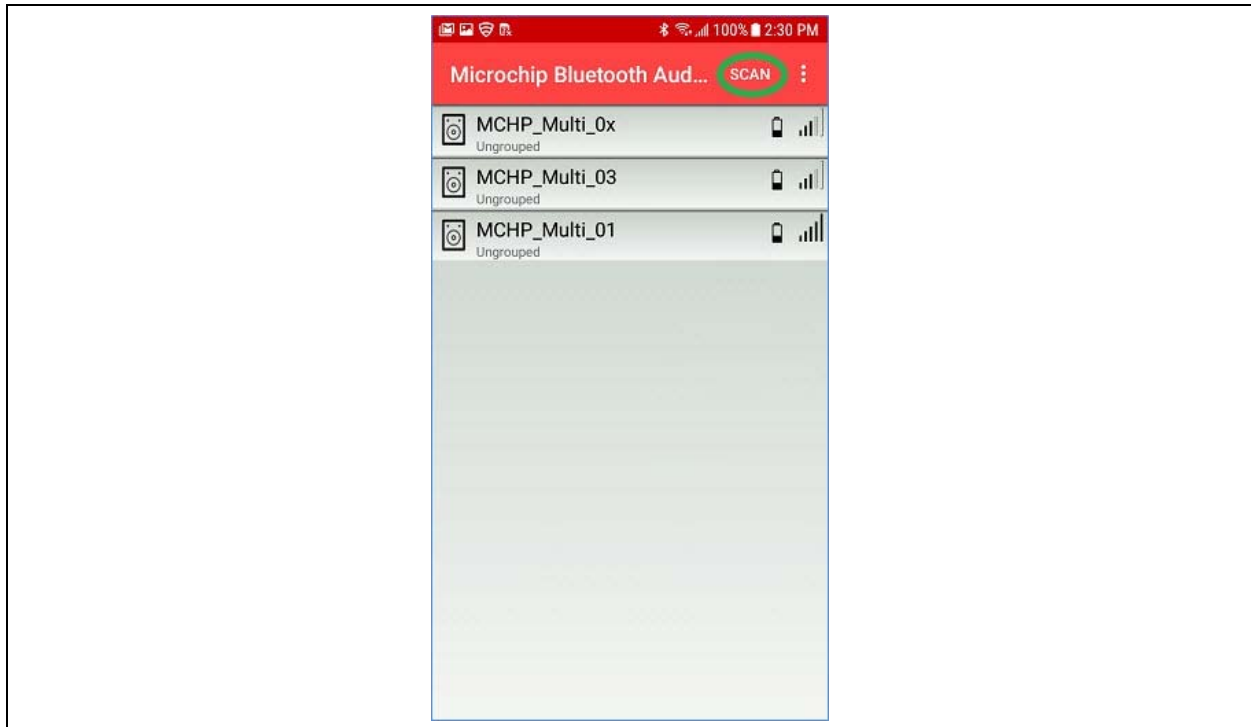 100% 2:30 PM
Microchip Bluetooth Aud... SCAN
MCHP_Multi_0x
Ungrouped
MCHP_Multi_03
Ungrouped
MCHP_Multi_01
Ungrouped